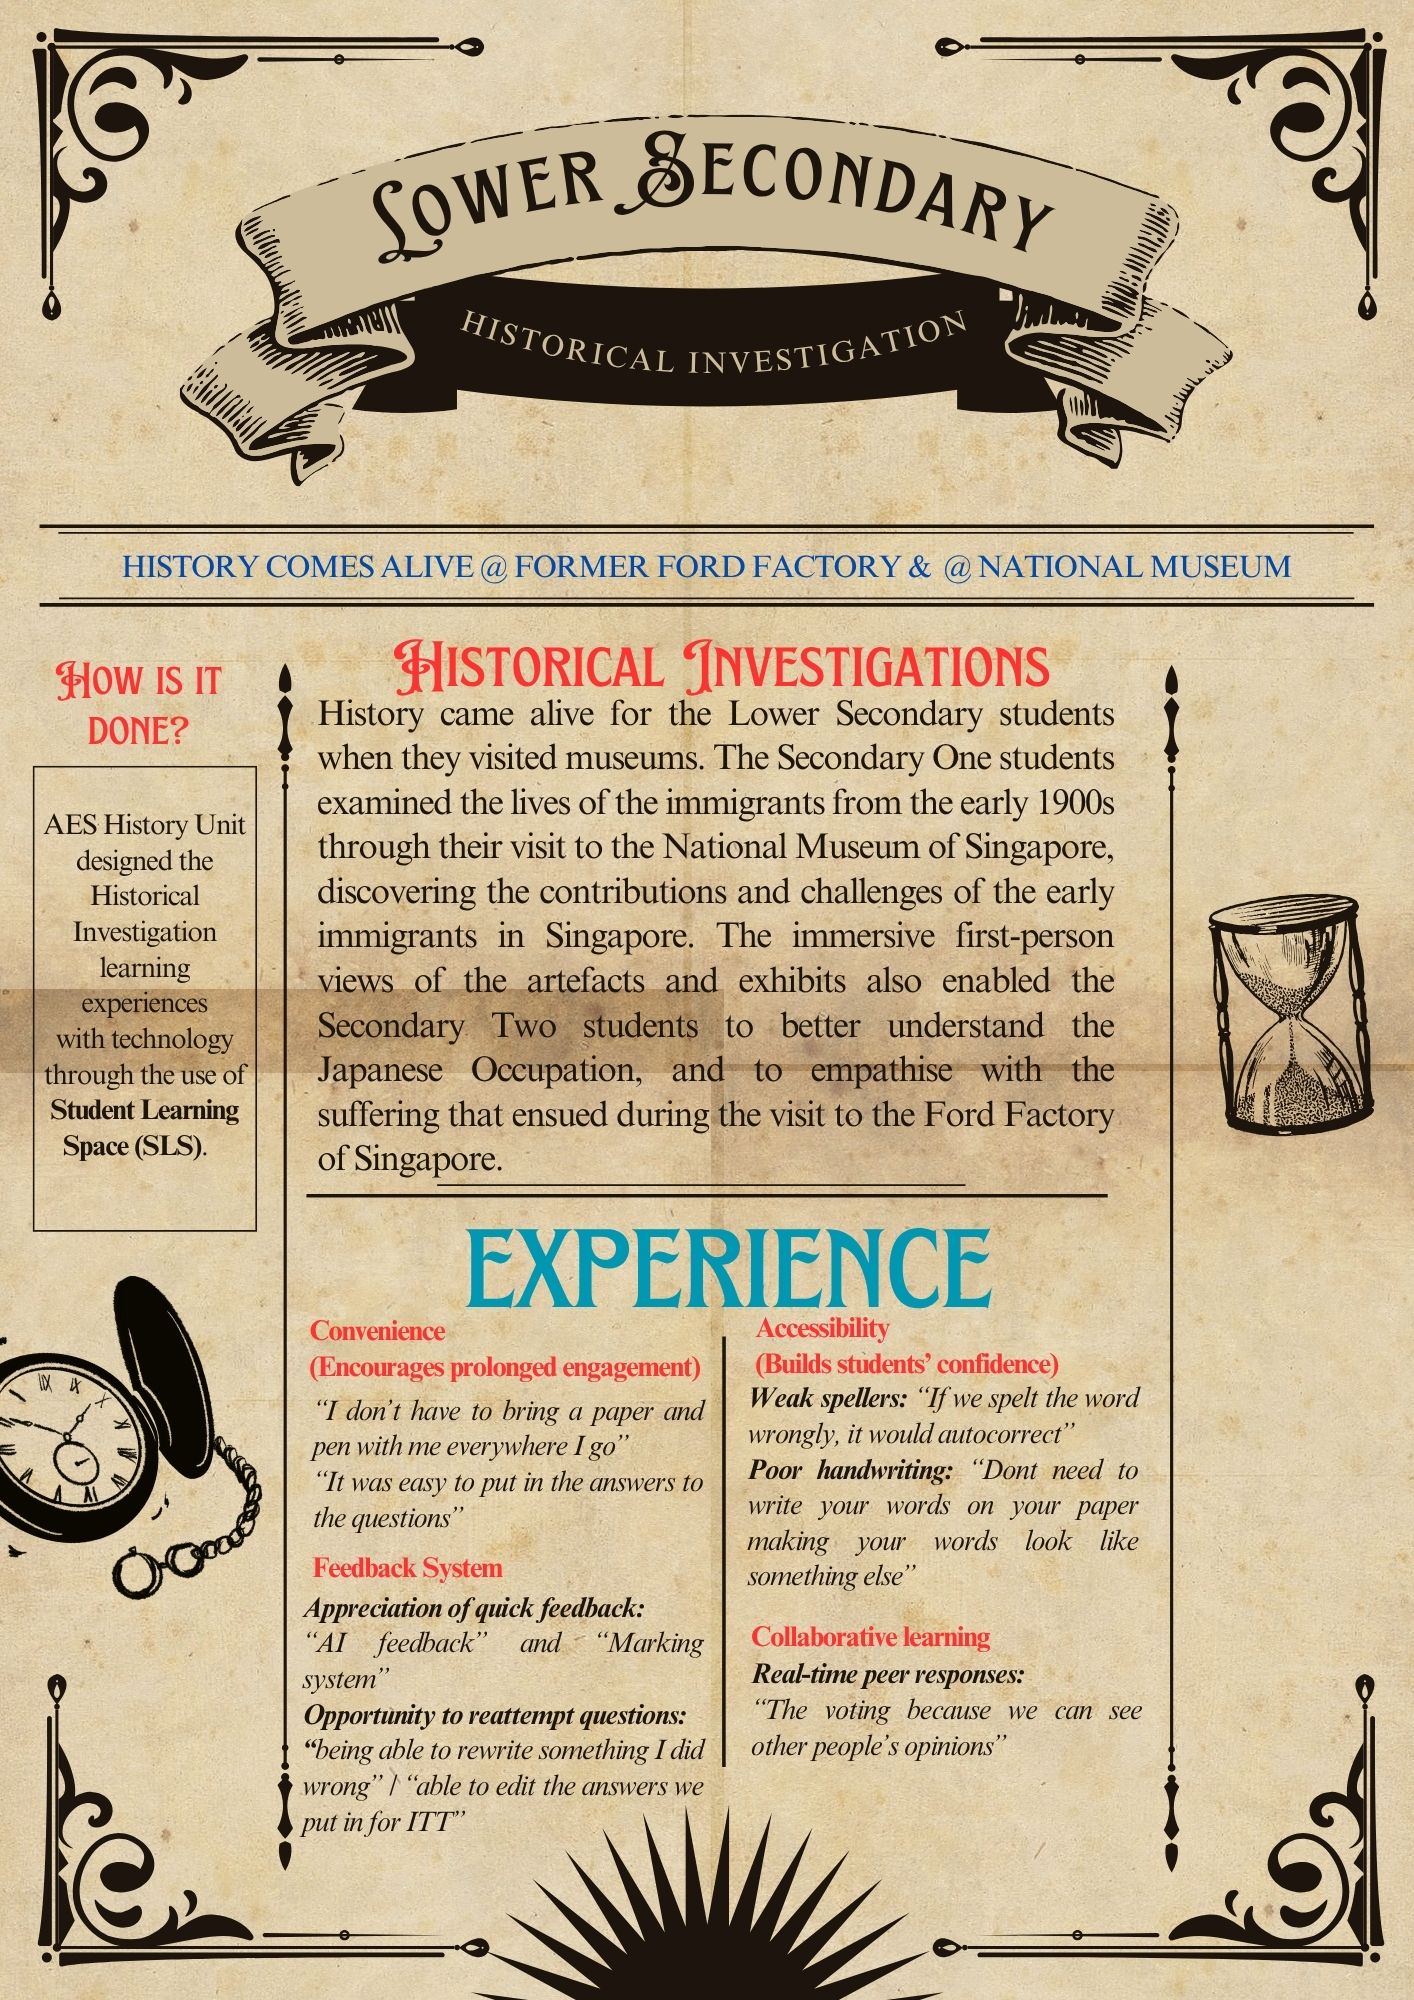 LOWER SECONDARY
HISTORICAL INVESTIGATION
HISTORY COMES ALIVE @ FORMER FORD FACTORY & @ NATIONAL MUSEUM
HOW IS IT
DONE?
AES History Unit
designed the
Historical
Investigation
learning
experiences
with technology
through the use of
Student Learning
Space (SLS).
HISTORICAL INVESTIGATIONS
History came alive for the Lower Secondary students
when they visited museums. The Secondary One students
examined the lives of the immigrants from the early 1900s
through their visit to the National Museum of Singapore,
discovering the contributions and challenges of the early
immigrants in Singapore. The immersive first-person
views of the artefacts and exhibits also enabled the
Secondary Two students to better understand the
Japanese Occupation, and to empathise with the
suffering that ensued during the visit to the Ford Factory
of Singapore.
EXPERIENCE
Convenience
(Encourages prolonged engagement)
“I don’t have to bring a paper and
pen with me everywhere I go”
“It was easy to put in the answers to
the questions”
Feedback System
Appreciation of quick feedback:
“AI feedback” and “Marking
system”
Opportunity to reattempt questions:
“being able to rewrite something I did
wrong” / “able to edit the answers we
put in for ITT”
Accessibility
(Builds students’ confidence)
Weak spellers: “If we spelt the word
wrongly, it would autocorrect”
Poor handwriting: “Dont need to
write your words on your paper
making your words look like
something else”
Collaborative learning
Real-time peer responses:
“The voting because we can see
other people’s opinions”